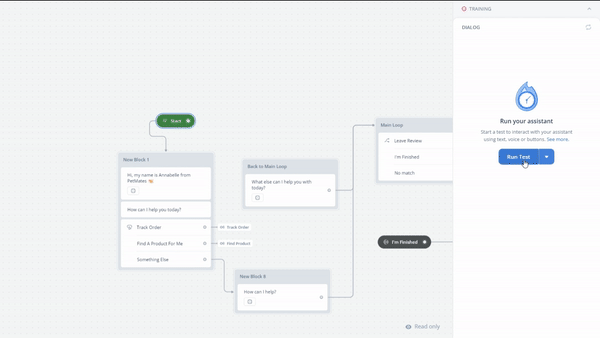 TRAINING
DIALOG
Run your assistant
Start a test to interact with your assistant
using text, voice or buttons. See more.
Run Test
Start
New Block 1
Hi, my name is Annabelle from
PetMates
How can I help you today?
Track Order
Track Order
Find A Product For Me
Find Product
Something Else
Back to Main Loop
What else can I help you with
today?
Main Loop
Leave Review
I'm Finished
No match
I'm Finished
New Block 6
How can I help?
Read only